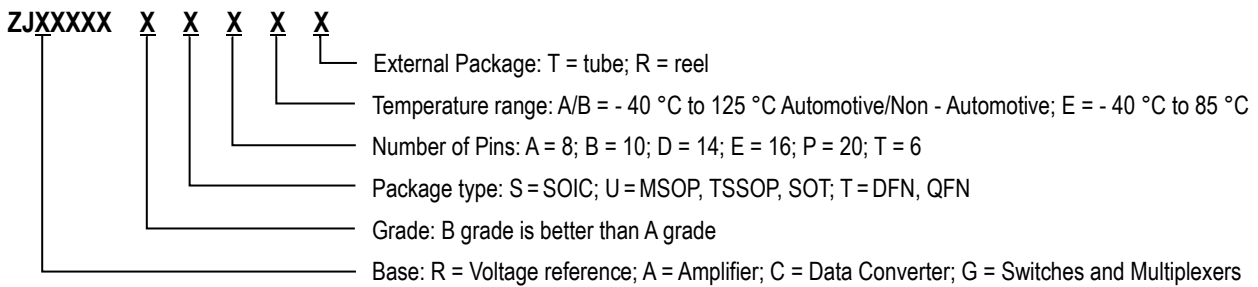 ZJXXXXX X X X X X
External Package: T = tube; R = reel
Temperature range: A/B = - 40 °C to 125 °C Automotive/Non - Automotive; E = - 40 °C to 85 °C
Number of Pins: A = 8; B = 10; D = 14; E = 16; P = 20; T = 6
Package type: S = SOIC; U = MSOP, TSSOP, SOT; T = DFN, QFN
Grade: B grade is better than A grade
Base: R = Voltage reference; A = Amplifier; C = Data Converter; G = Switches and Multiplexers